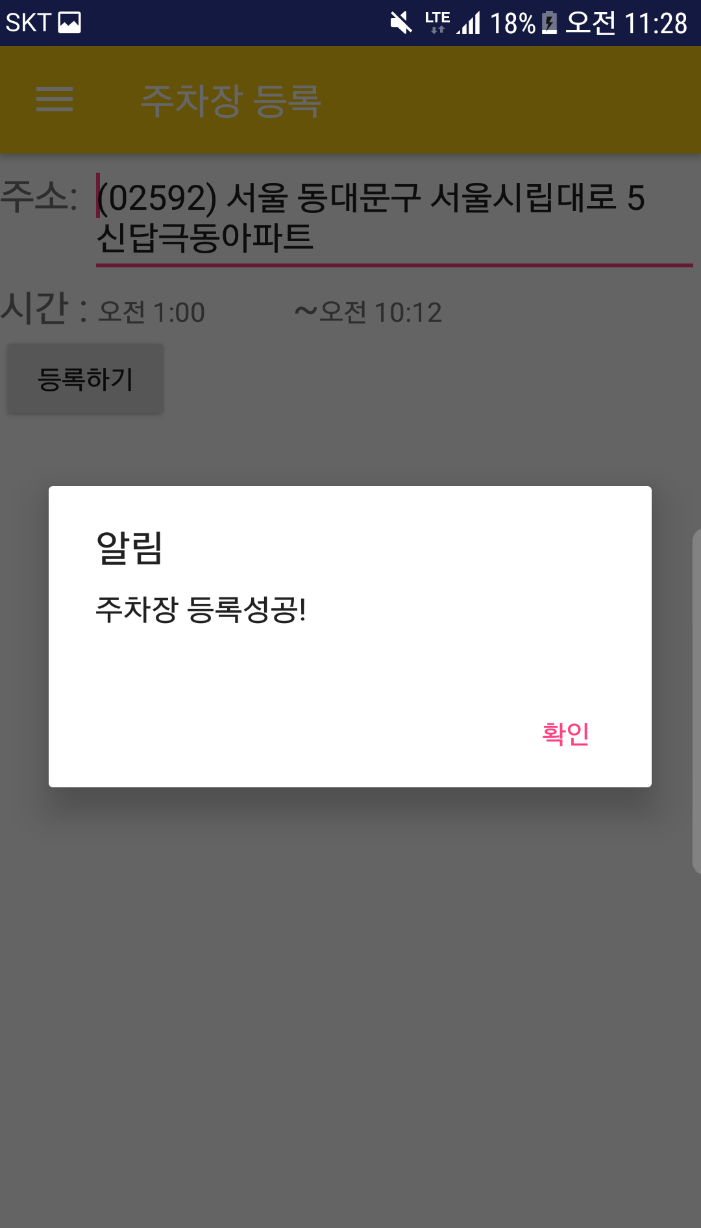 SKT LTE 18% 오전 11:28
주차장 등록
주소: (02592) 서울 동대문구 서울시립대로 5
신답극동아파트
시간 : 오전 1:00 ~오전 10:12
등록하기
알림
주차장 등록성공!
확인